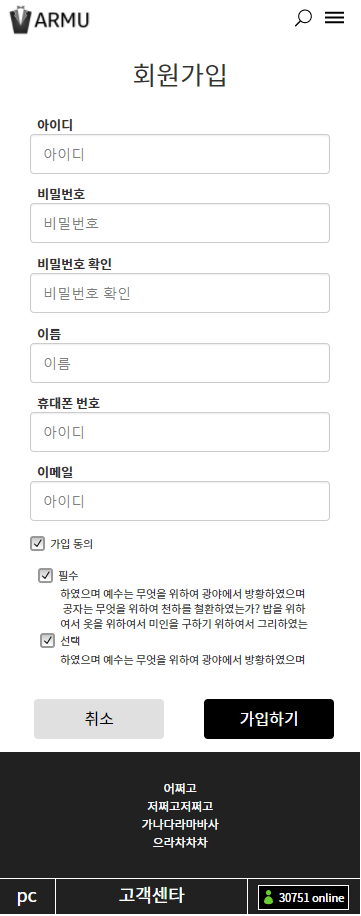 ARMU
회원가입
아이디
아이디
비밀번호
비밀번호
비밀번호 확인
비밀번호 확인
이름
이름
휴대폰 번호
아이디
이메일
아이디
가입 동의
필수
하였으며 예수는 무엇을 위하여 광야에서 방황하였으며
공자는 무엇을 위하여 천하를 철환하였는가? 밥을 위하
여서 옷을 위하여서 미인을 구하기 위하여서 그리하였는
선택
하였으며 예수는 무엇을 위하여 광야에서 방황하였으며
취소 가입하기
어쩌고
저쩌고저쩌고
가나다라마바사
으라차차차
pc 고객센타 30751 online